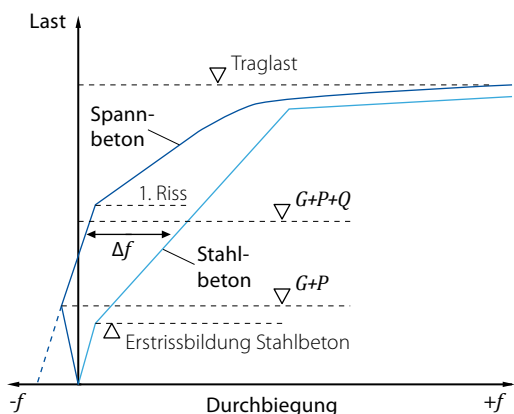 Last
Traglast
Spann-
beton
1. Riss
G+P+Q
Δf
Stahl-
beton
G+P
Erstrissbildung Stahlbeton
-f
Durchbiegung
+f